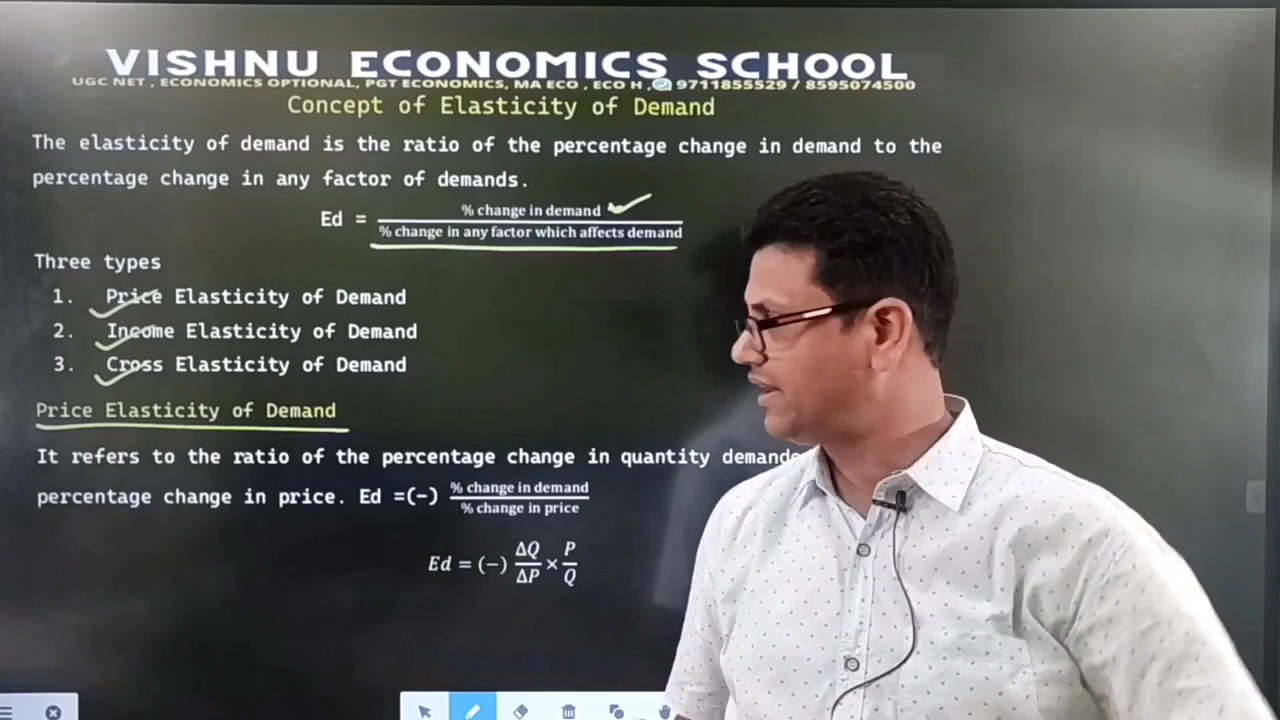 VISHNU ECONOMICS SCHOOL
UGC NET , ECONOMICS OPTIONAL, PGT ECONOMICS, MA ECO , ECO H , 9711855529 / 8595074500
Concept of Elasticity of Demand
The elasticity of demand is the ratio of the percentage change in demand to the
percentage change in any factor of demands.
Ed = % change in demand
% change in any factor which affects demand
Three types
1. Price Elasticity of Demand
2. Income Elasticity of Demand
3. Cross Elasticity of Demand
Price Elasticity of Demand
It refers to the ratio of the percentage change in quantity
percentage change in price. Ed =(−) % change in demand
% change in price
Ed = (−) ΔQ/ΔP × P/Q